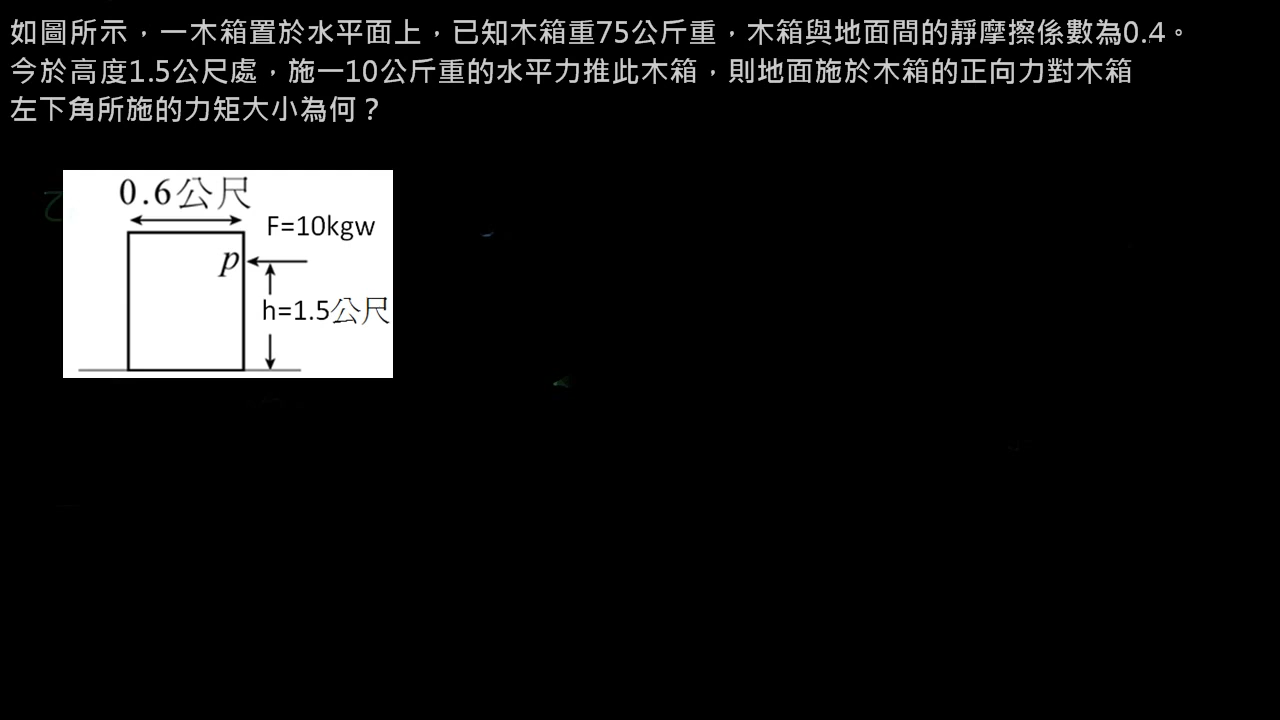 如圖所示，一木箱置於水平面上，已知木箱重75公斤重，木箱與地面間的靜摩擦係數為0.4。
今於高度1.5公尺處，施一10公斤重的水平力推此木箱，則地面施於木箱的正向力對木箱
左下角所施的力矩大小為何？
0.6公尺
F=10kgw
p
h=1.5公尺